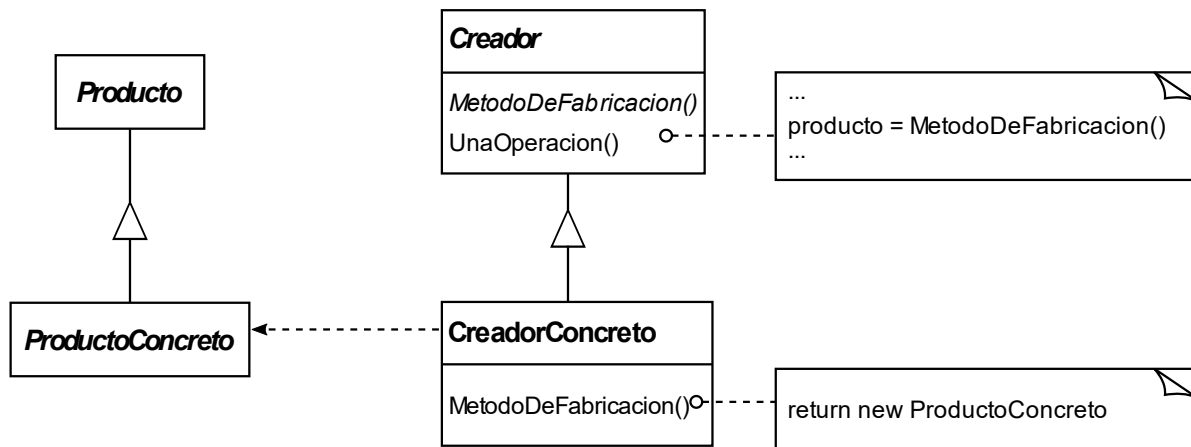 Creador
Producto
MetodoDeFabricacion()
UnaOperacion()
...
producto = MetodoDeFabricacion()
...
ProductoConcreto
CreadorConcreto
MetodoDeFabricacion()
return new ProductoConcreto